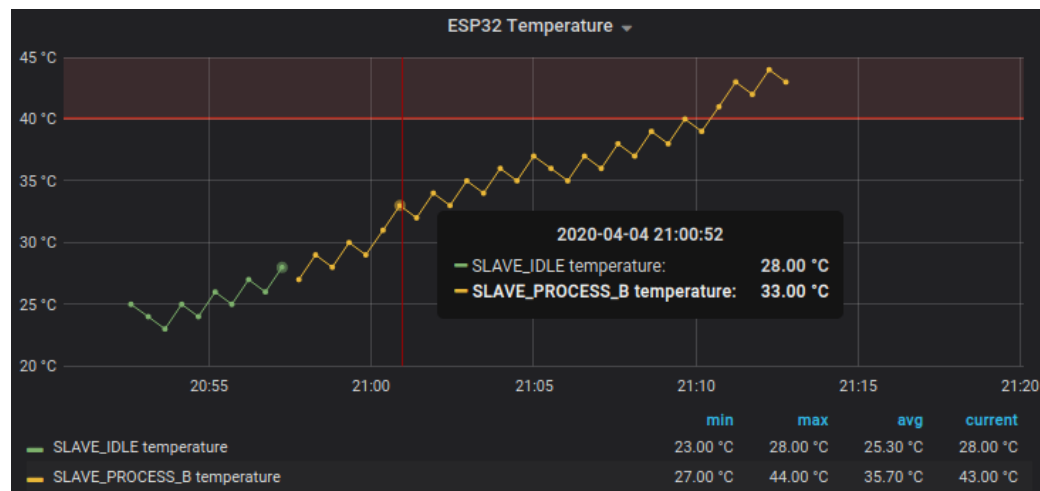 ESP32 Temperature
45 °C
40 °C
35 °C
30 °C
25 °C
20 °C
2020-04-04 21:00:52
SLAVE_IDLE temperature: 28.00 °C
SLAVE_PROCESS_B temperature: 33.00 °C
20:55 21:00 21:05 21:10 21:15 21:20
min max avg current
SLAVE_IDLE temperature 23.00 °C 28.00 °C 25.30 °C 28.00 °C
SLAVE_PROCESS_B temperature 27.00 °C 44.00 °C 35.70 °C 43.00 °C